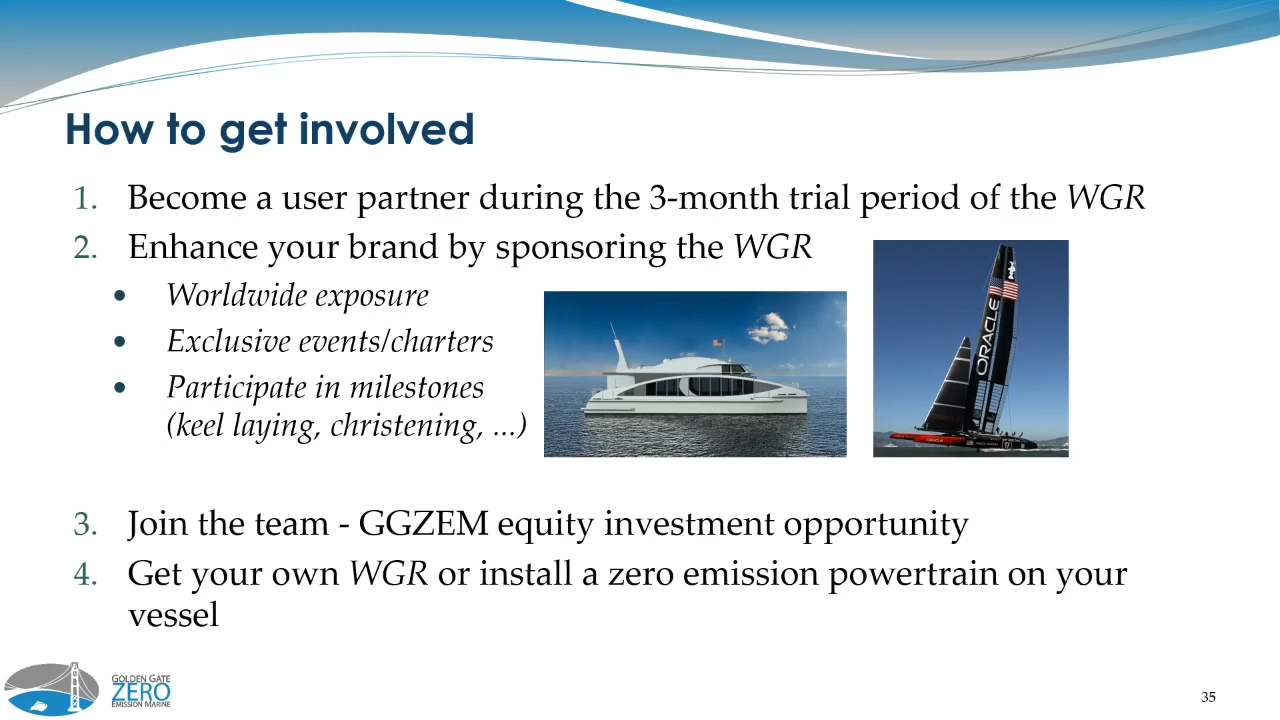 How to get involved
1. Become a user partner during the 3-month trial period of the WGR
2. Enhance your brand by sponsoring the WGR
• Worldwide exposure
• Exclusive events/charters
• Participate in milestones
(keel laying, christening, ...)
ORACLE
3. Join the team - GGZEM equity investment opportunity
4. Get your own WGR or install a zero emission powertrain on your
vessel
GOLDEN GATE
ZERO
EMISSION MARINE
35